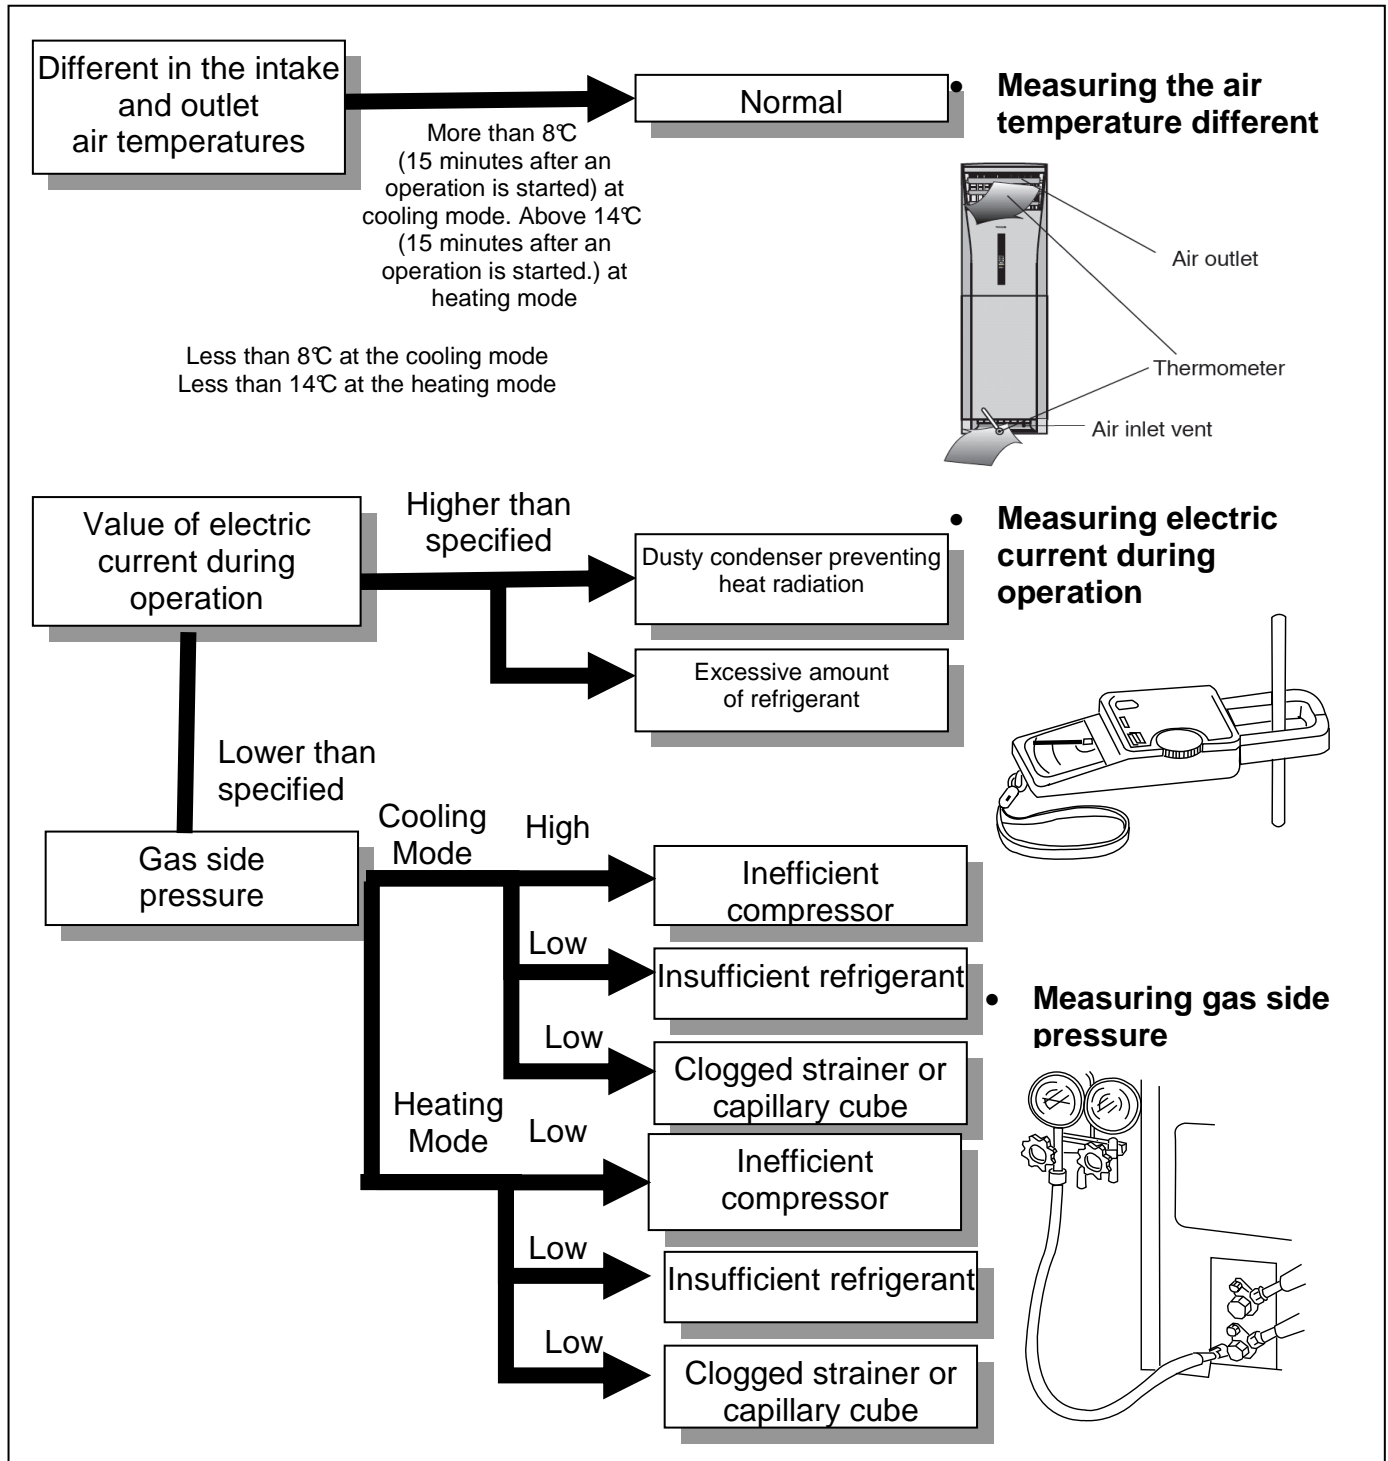 Different in the intake
and outlet
air temperatures
Normal
More than 8℃
(15 minutes after an
operation is started) at
cooling mode. Above 14℃
(15 minutes after an
operation is started.) at
heating mode
Less than 8℃ at the cooling mode
Less than 14℃ at the heating mode
• Measuring the air
temperature different
Air outlet
Thermometer
Air inlet vent
Value of electric
current during
operation
Higher than
specified
Dusty condenser preventing
heat radiation
Excessive amount
of refrigerant
• Measuring electric
current during
operation
Lower than
specified
Gas side
pressure
Cooling
Mode
High
Inefficient
compressor
Low
Insufficient refrigerant
Low
Clogged strainer or
capillary cube
Heating
Mode
Low
Inefficient
compressor
Low
Insufficient refrigerant
Low
Clogged strainer or
capillary cube
• Measuring gas side
pressure